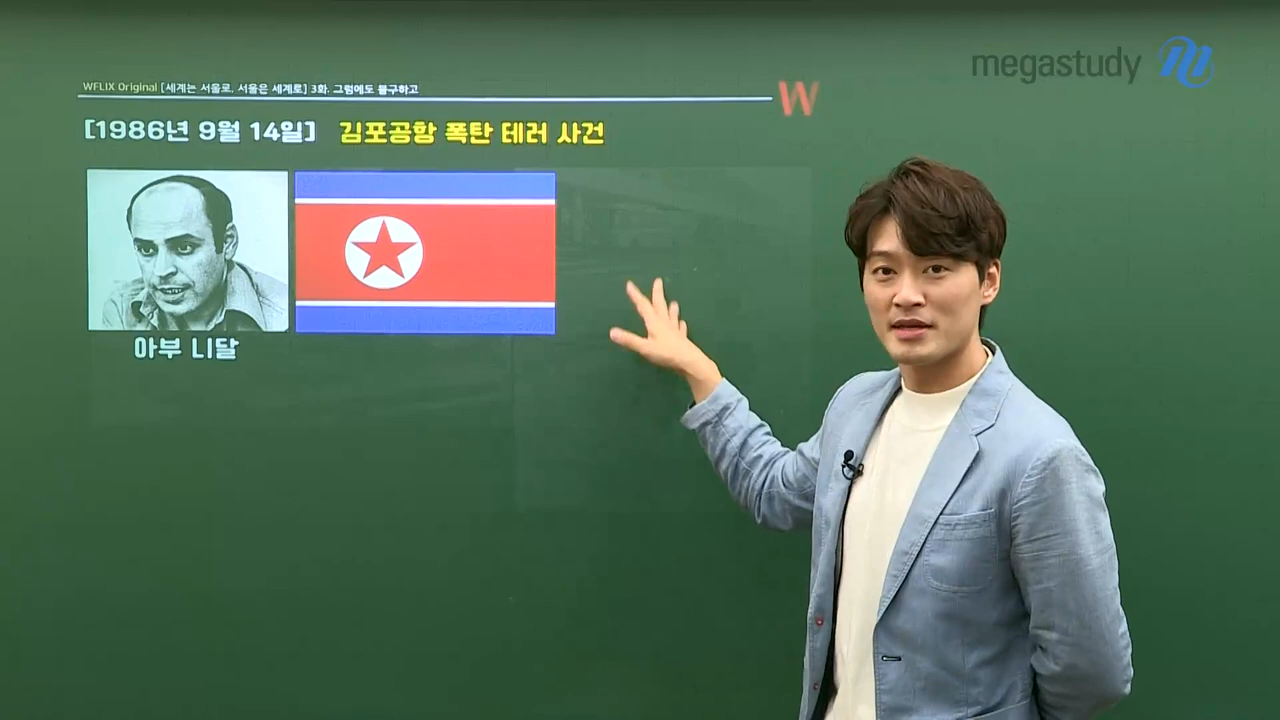 megastudy
WFLIX Original [세계는 서울로, 서울은 세계로] 3화. 그럼에도 불구하고
W
[1986년 9월 14일] 김포공항 폭탄 테러 사건
아부 니달